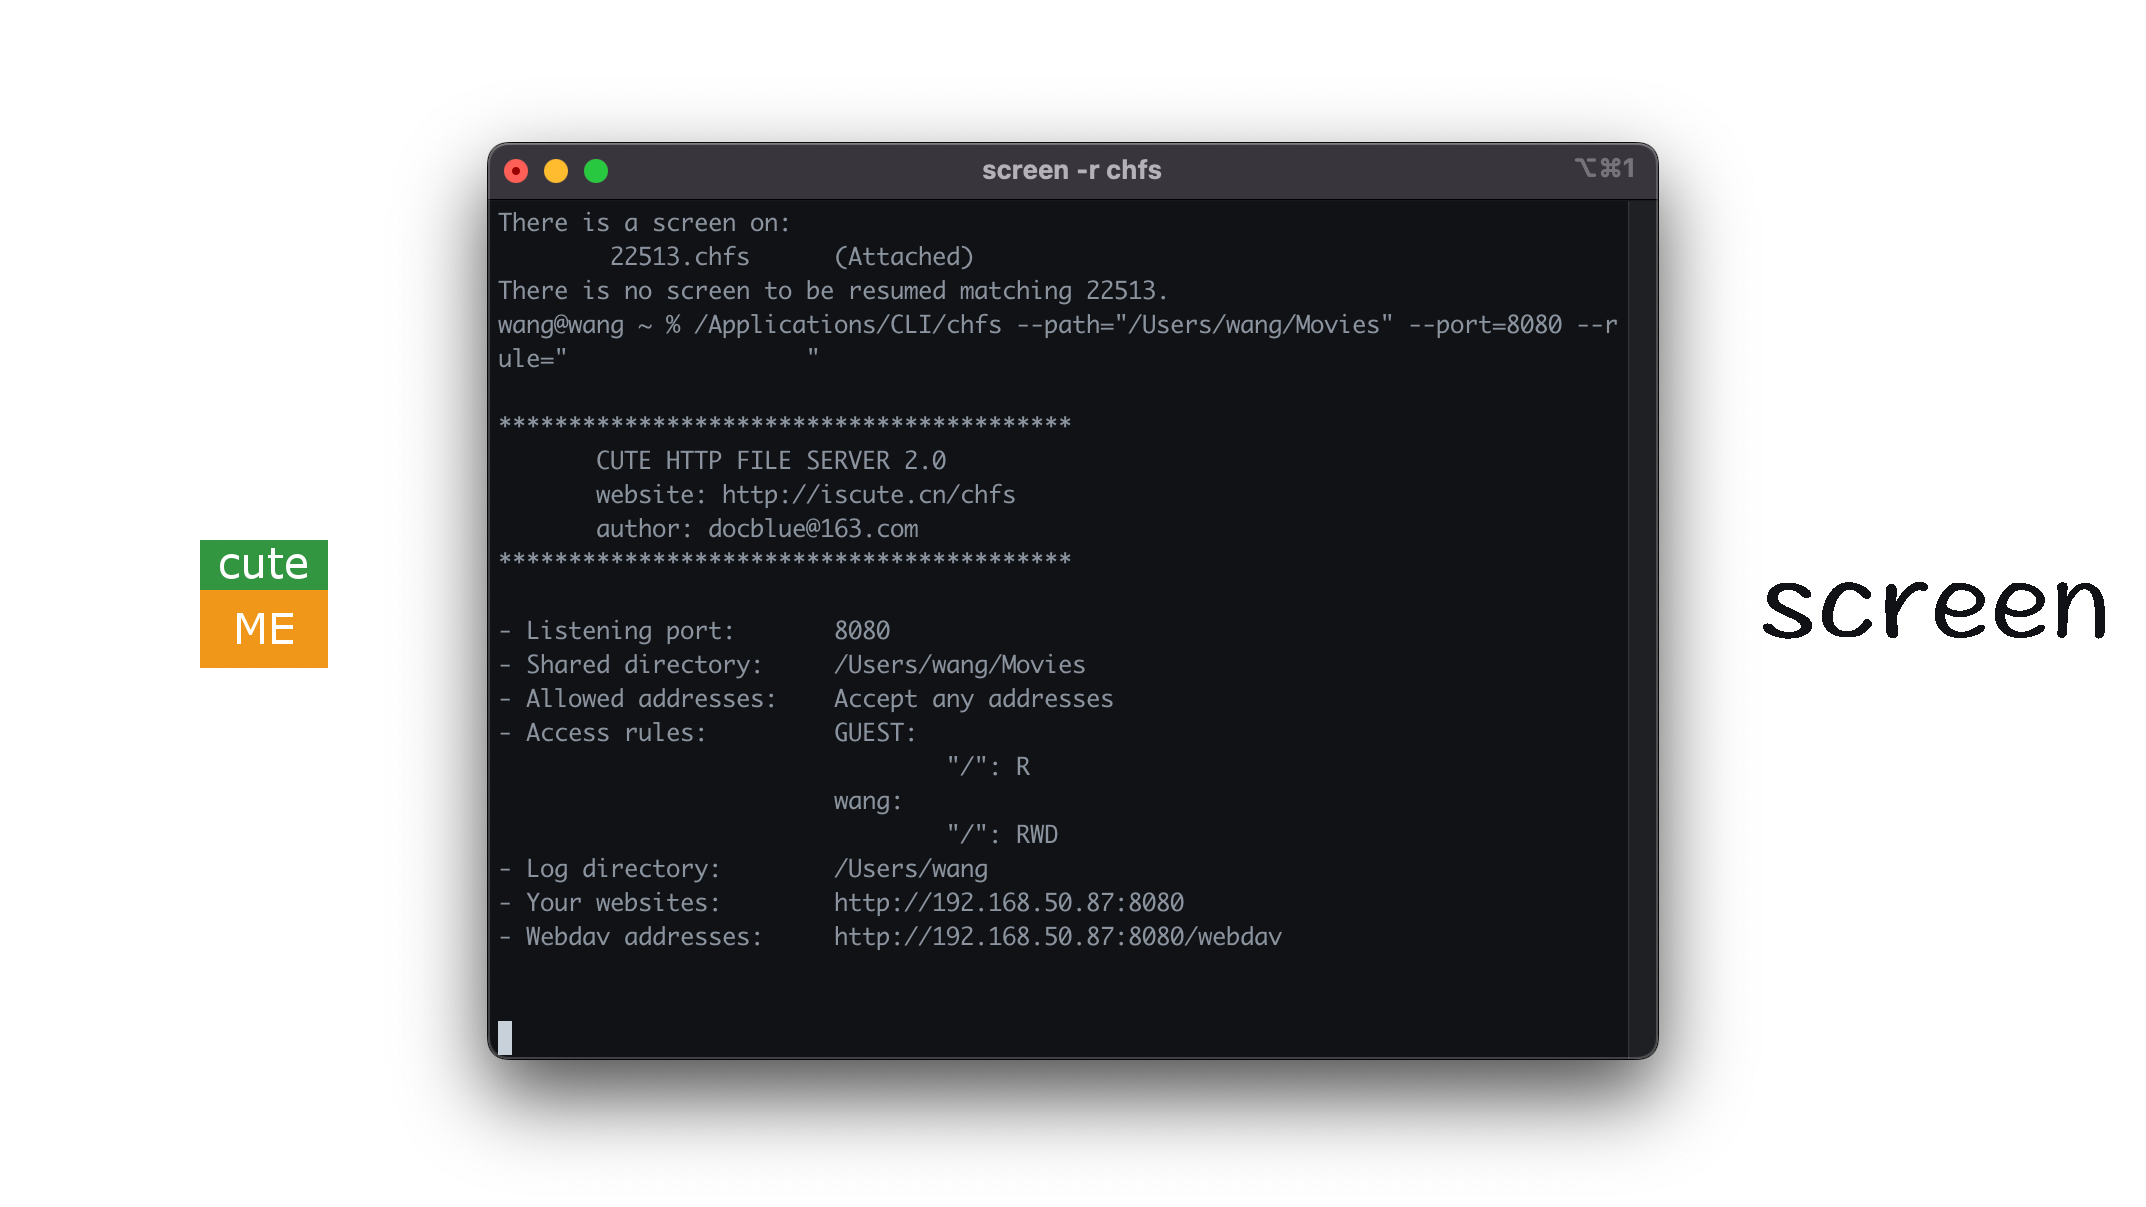 screen -r chfs
⌥⌘1
There is a screen on:
22513.chfs (Attached)
There is no screen to be resumed matching 22513.
wang@wang ~ % /Applications/CLI/chfs --path="/Users/wang/Movies" --port=8080 --r
ule=" "
*****************************************
CUTE HTTP FILE SERVER 2.0
website: http://iscute.cn/chfs
author: docblue@163.com
*****************************************
- Listening port: 8080
- Shared directory: /Users/wang/Movies
- Allowed addresses: Accept any addresses
- Access rules: GUEST:
"/": R
wang:
"/": RWD
- Log directory: /Users/wang
- Your websites: http://192.168.50.87:8080
- Webdav addresses: http://192.168.50.87:8080/webdav
cute
ME
screen